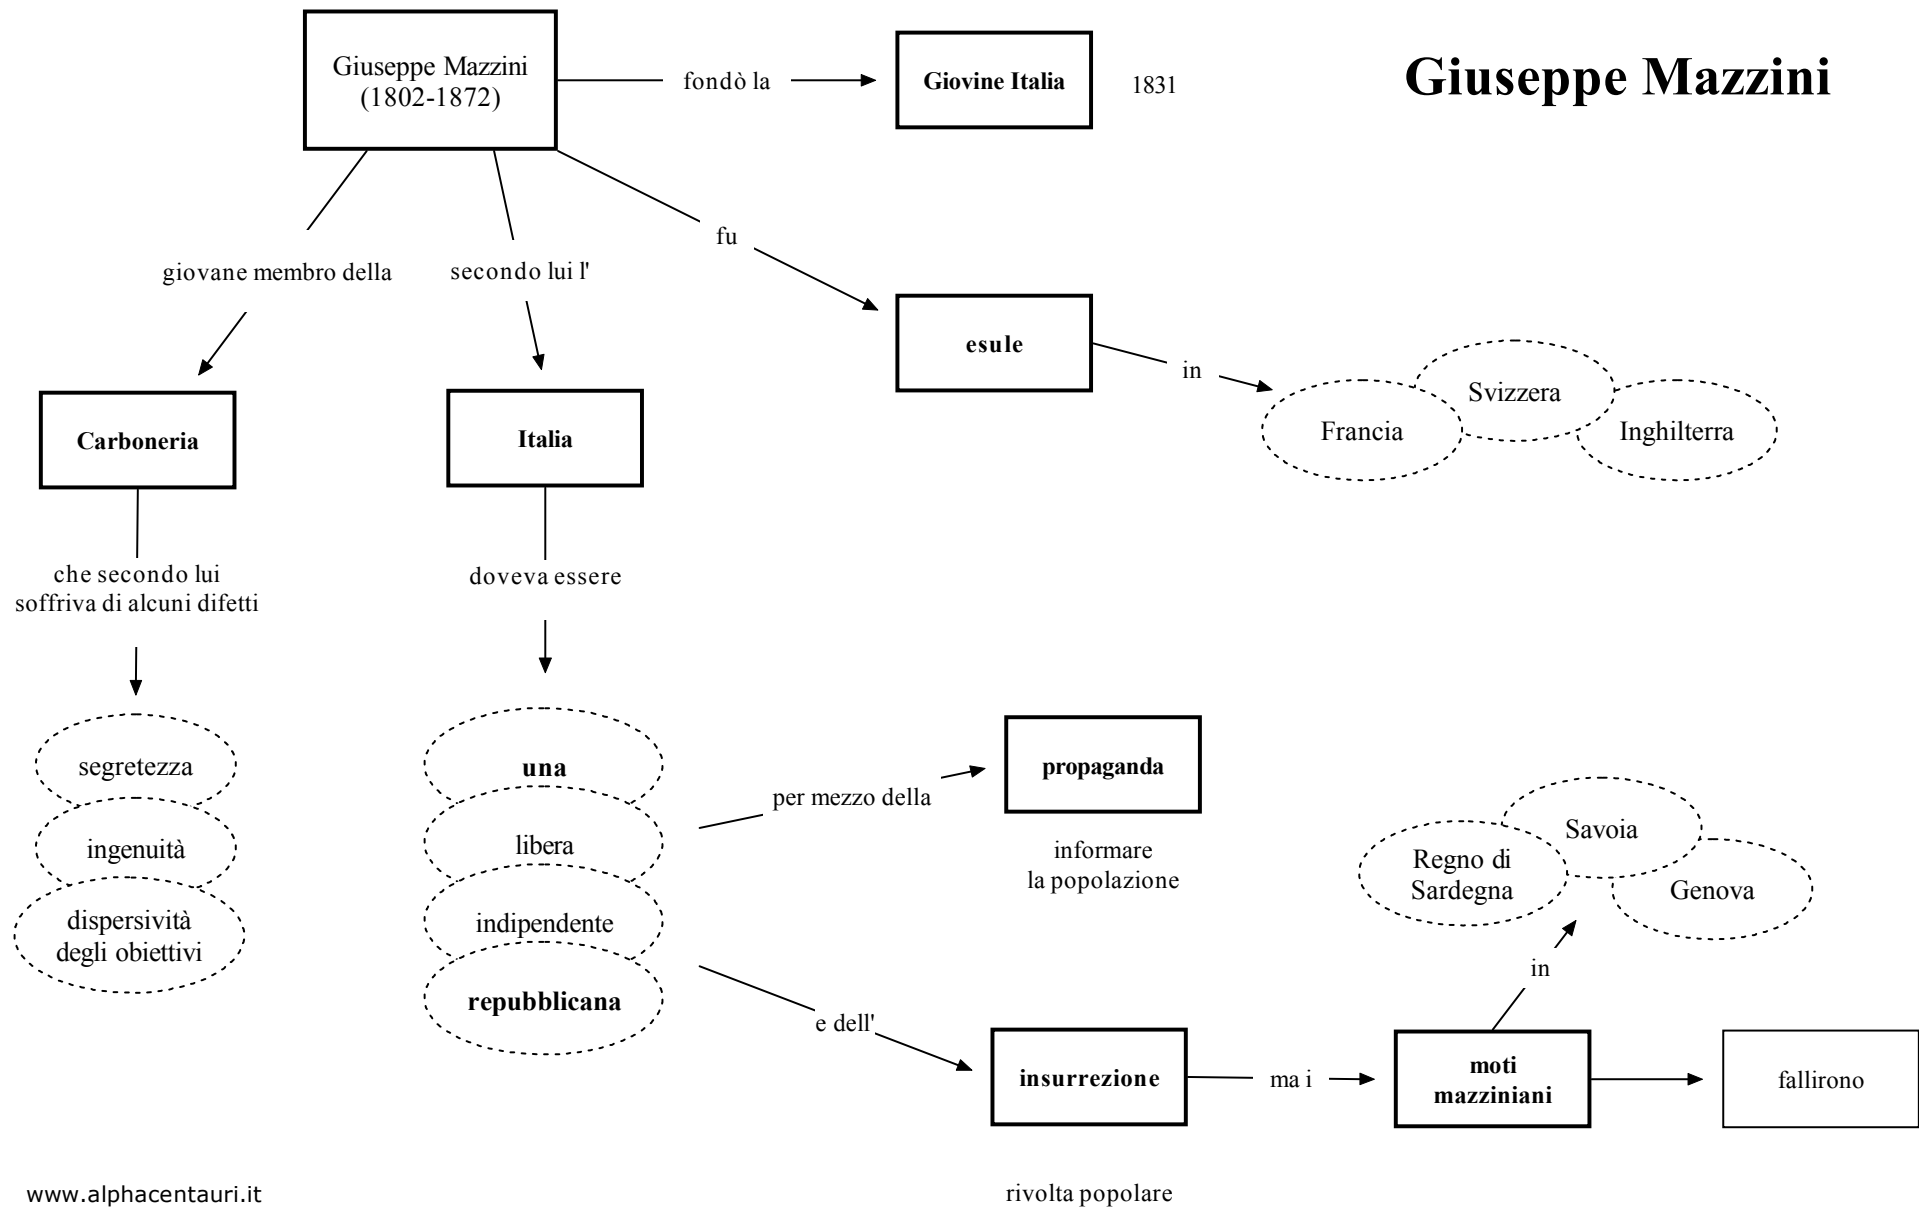 Giuseppe Mazzini
Giuseppe Mazzini
(1802-1872)
fondò la
Giovine Italia
1831
giovane membro della
secondo lui l'
fu
esule
in
Francia
Svizzera
Inghilterra
Carboneria
Italia
che secondo lui
soffriva di alcuni difetti
doveva essere
segretezza
ingenuità
dispersività
degli obiettivi
una
libera
indipendente
repubblicana
per mezzo della
propaganda
informare
la popolazione
e dell'
insurrezione
rivolta popolare
ma i
moti
mazziniani
in
Regno di
Sardegna
Savoia
Genova
fallirono
www.alphacentauri.it